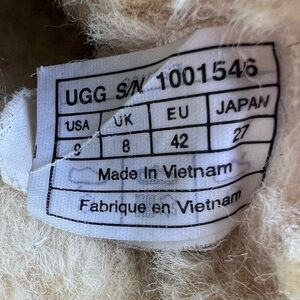 UGG S/N 1001546
USA UK EU JAPAN
9 8 42 27
Made in Vietnam
Fabrique en Vietnam